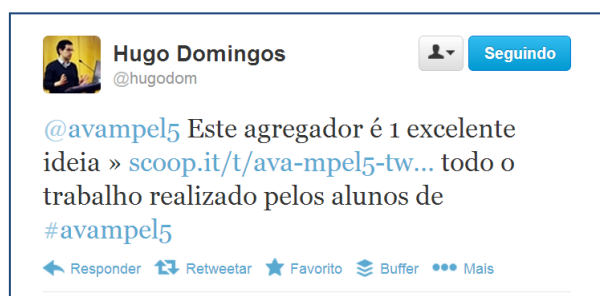 Hugo Domingos
Seguindo
@hugodom
@avampel5 Este agregador é 1 excelente
ideia » scoop.it/t/ava-mpel5-tw... todo o
trabalho realizado pelos alunos de
#avampel5
Responder Retweetar Favorito Buffer Mais